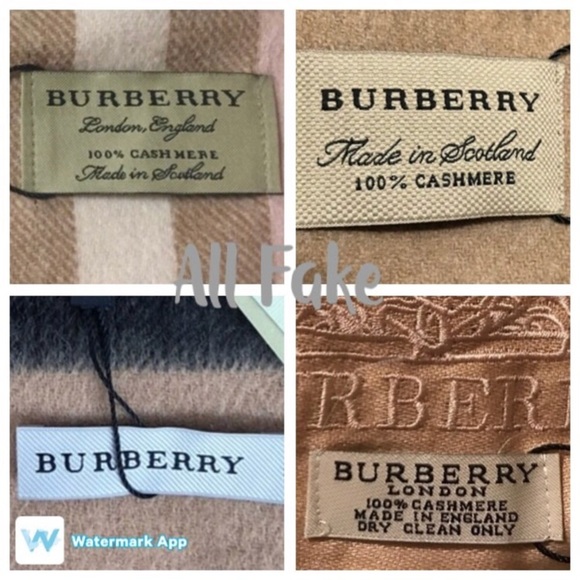 BURBERRY
London, England
100% CASHMERE
Made in Scotland
BURBERRY
Made in Scotland
100% CASHMERE
All Fake
BURBERRY
RBER
BURBERRY
LONDON
100% CASHMERE
MADE IN ENGLAND
DRY CLEAN ONLY
W Watermark App